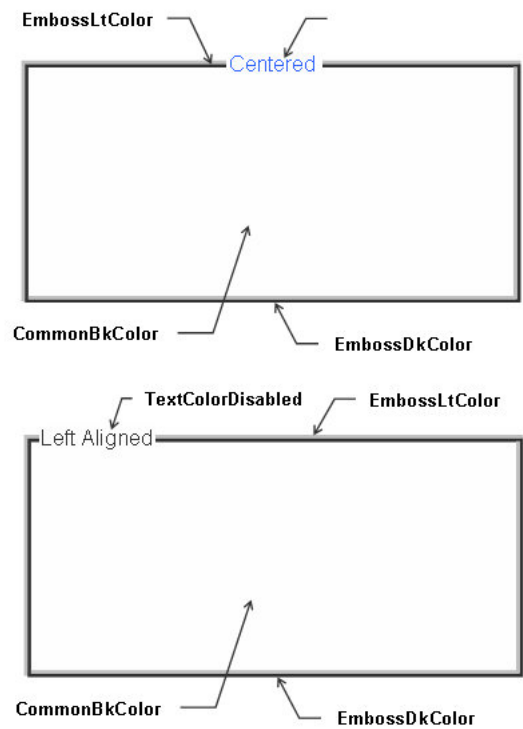 EmbossLtColor
Centered
CommonBkColor
EmbossDkColor
TextColorDisabled
EmbossLtColor
Left Aligned
CommonBkColor
EmbossDkColor